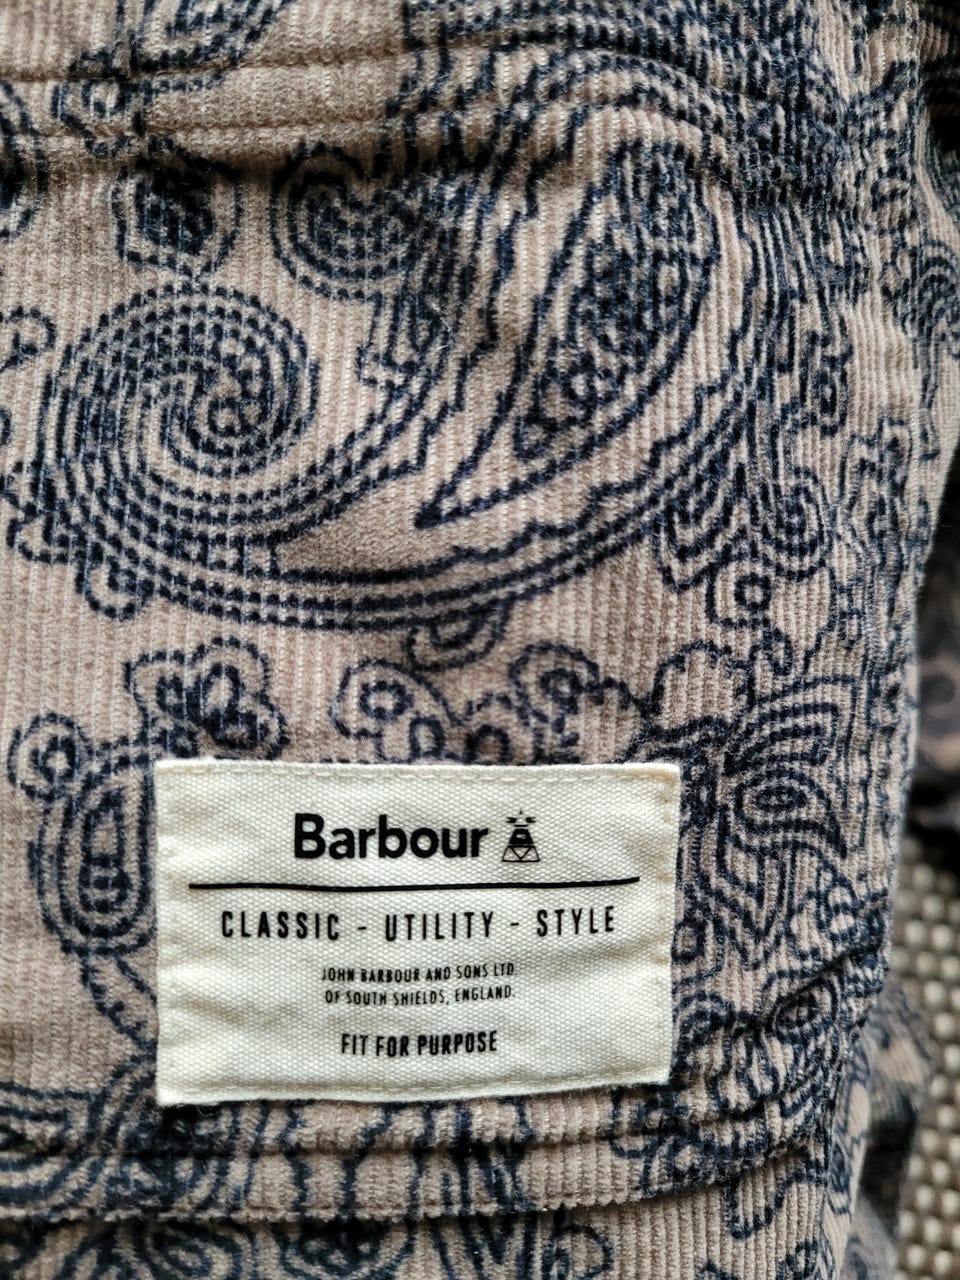 Barbour
CLASSIC - UTILITY - STYLE
JOHN BARBOUR AND SONS LTD
OF SOUTH SHIELDS, ENGLAND.
FIT FOR PURPOSE